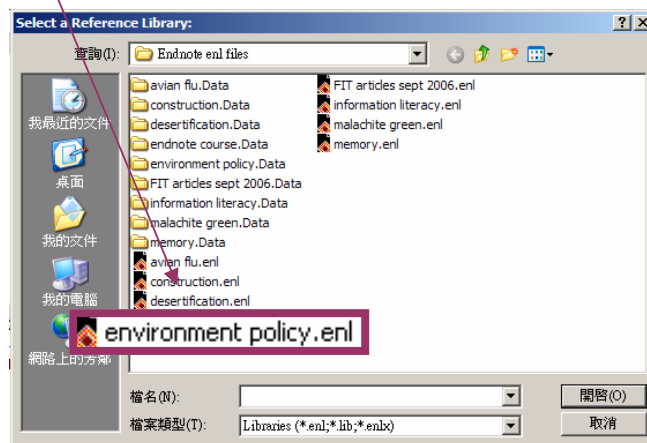 Select a Reference Library:
查詢(I):
Endnote enl files
我最近的文件
桌面
我的文件
我的電腦
網路上的芳鄰
avian flu.Data
construction.Data
desertification.Data
endnote course.Data
environment policy.Data
FIT articles sept 2006.Data
information literacy.Data
malachite green.Data
memory.Data
avian flu.enl
construction.enl
desertification.enl
environment policy.enl
FIT articles sept 2006.enl
information literacy.enl
malachite green.enl
memory.enl
檔名(N):
開啓(O)
檔案類型(T):
Libraries (*.enl;*.lib;*.enlx)
取消